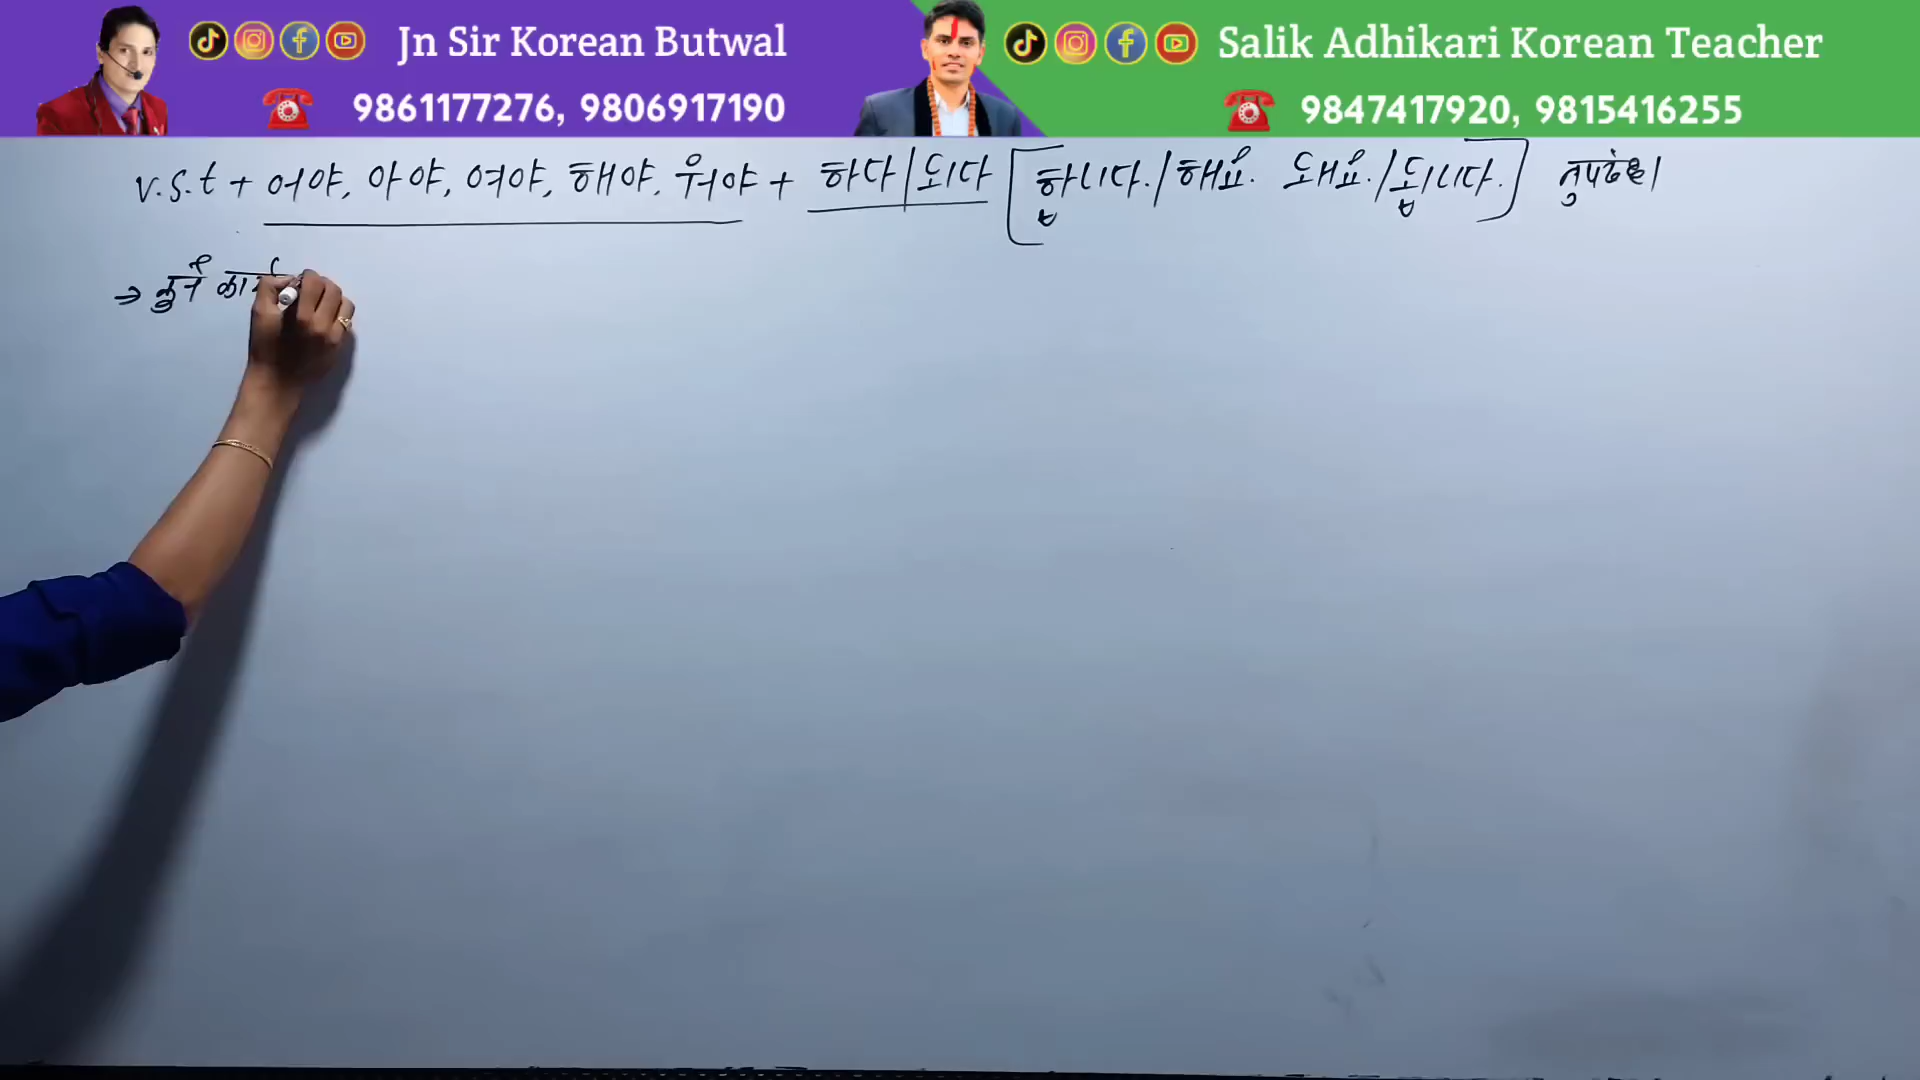 Jn Sir Korean Butwal
9861177276, 9806917190
Salik Adhikari Korean Teacher
9847417920, 9815416255
v.s.t + 어야, 아야, 여야, 해야, 워야 + 하다/되다 [합니다./해요. 돼요./됩니다.] नुपर्दछ।
⇒ कुनै कार्य